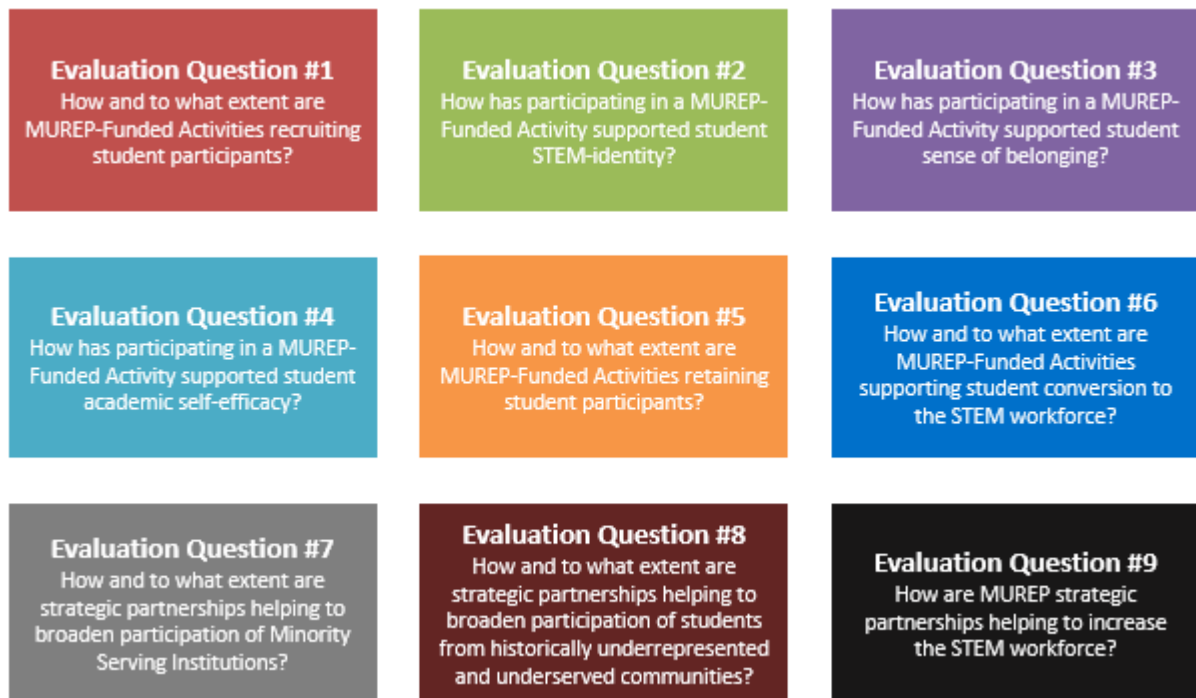 Evaluation Question #1
How and to what extent are
MUREP-Funded Activities recruiting
student participants?
Evaluation Question #2
How has participating in a MUREP-
Funded Activity supported student
STEM-identity?
Evaluation Question #3
How has participating in a MUREP-
Funded Activity supported student
sense of belonging?
Evaluation Question #4
How has participating in a MUREP-
Funded Activity supported student
academic self-efficacy?
Evaluation Question #5
How and to what extent are
MUREP-Funded Activities retaining
student participants?
Evaluation Question #6
How and to what extent are
MUREP-Funded Activities
supporting student conversion to
the STEM workforce?
Evaluation Question #7
How and to what extent are
strategic partnerships helping to
broaden participation of Minority
Serving Institutions?
Evaluation Question #8
How and to what extent are
strategic partnerships helping to
broaden participation of students
from historically underrepresented
and underserved communities?
Evaluation Question #9
How are MUREP strategic
partnerships helping to increase
the STEM workforce?